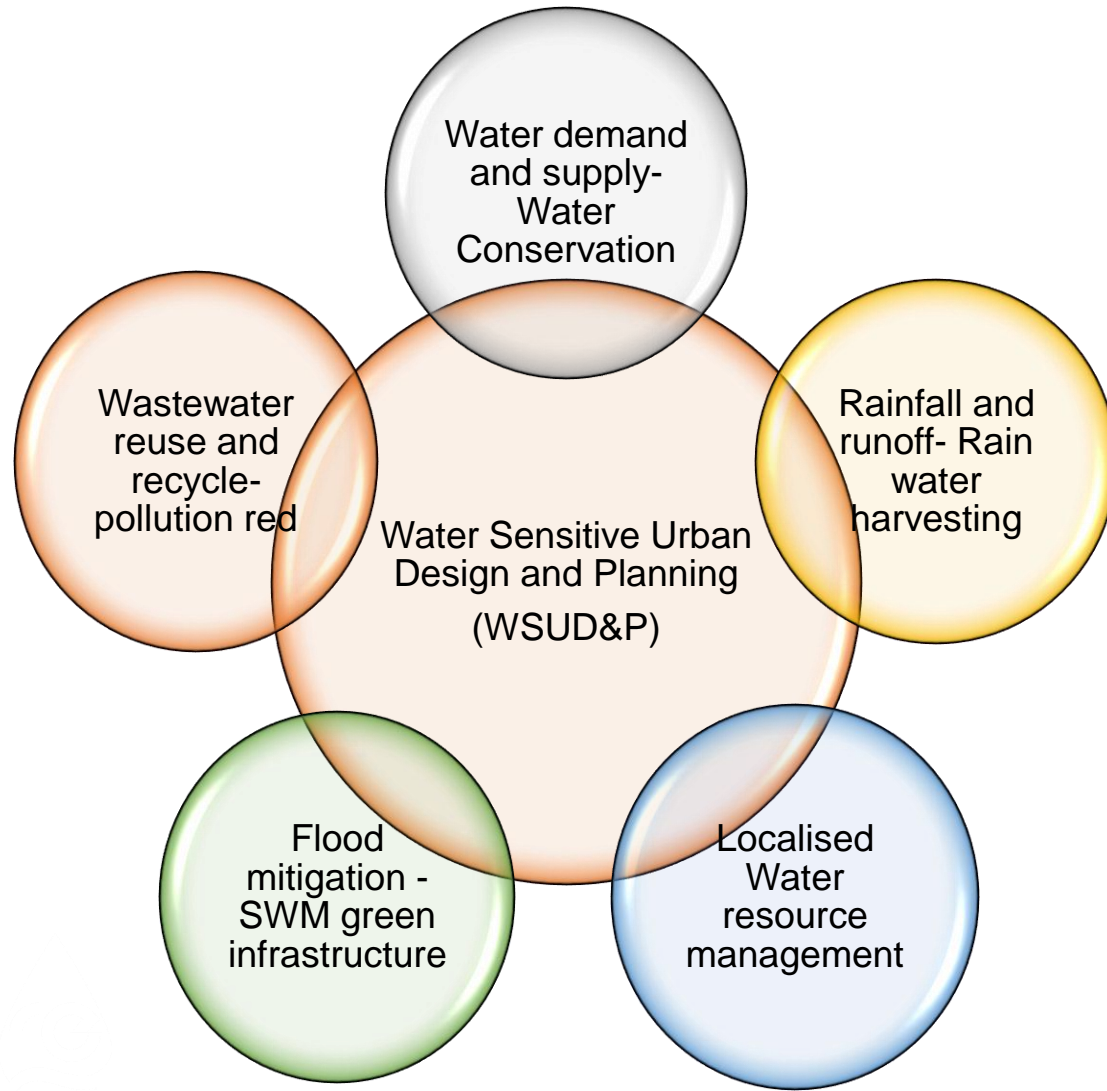 Water demand
and supply-
Water
Conservation
Wastewater
reuse and
recycle-
pollution red
Rainfall and
runoff- Rain
water
harvesting
Water Sensitive Urban
Design and Planning
(WSUD&P)
Flood
mitigation -
SWM green
infrastructure
Localised
Water
resource
management